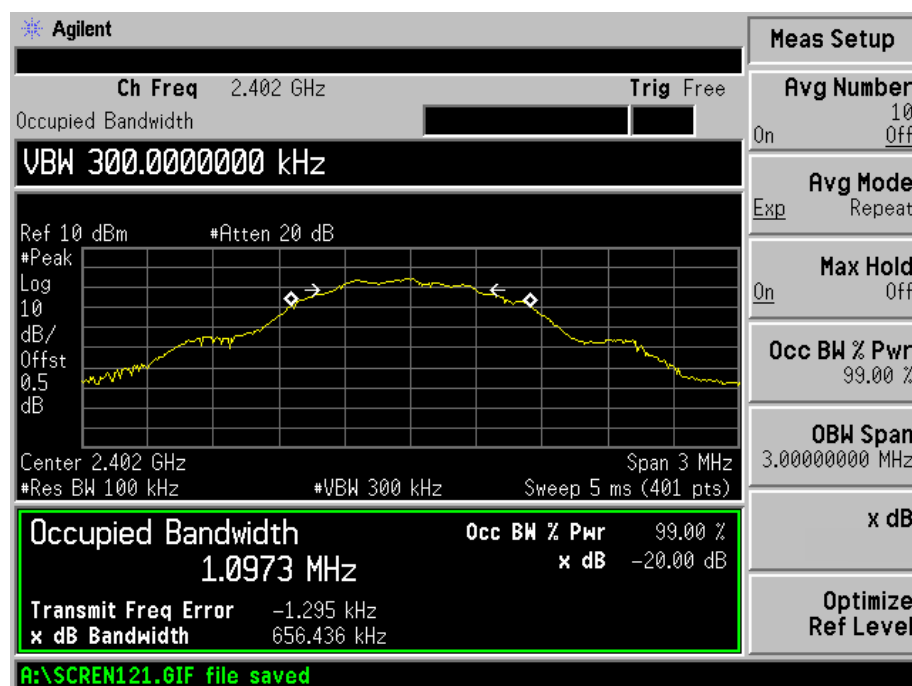 Agilent
Ch Freq 2.402 GHz Trig Free
Occupied Bandwidth
VBW 300.0000000 kHz
Ref 10 dBm #Atten 20 dB
#Peak
Log
10
dB/
Offst
0.5
dB
Center 2.402 GHz Span 3 MHz
#Res BW 100 kHz #VBW 300 kHz Sweep 5 ms (401 pts)
Occupied Bandwidth Occ BW % Pwr 99.00 %
1.0973 MHz x dB -20.00 dB
Transmit Freq Error -1.295 kHz
x dB Bandwidth 656.436 kHz
A:\SCREN121.GIF file saved
Meas Setup
Avg Number
10
On Off
Avg Mode
Exp Repeat
Max Hold
On Off
Occ BW % Pwr
99.00 %
OBW Span
3.00000000 MHz
x dB
Optimize
Ref Level